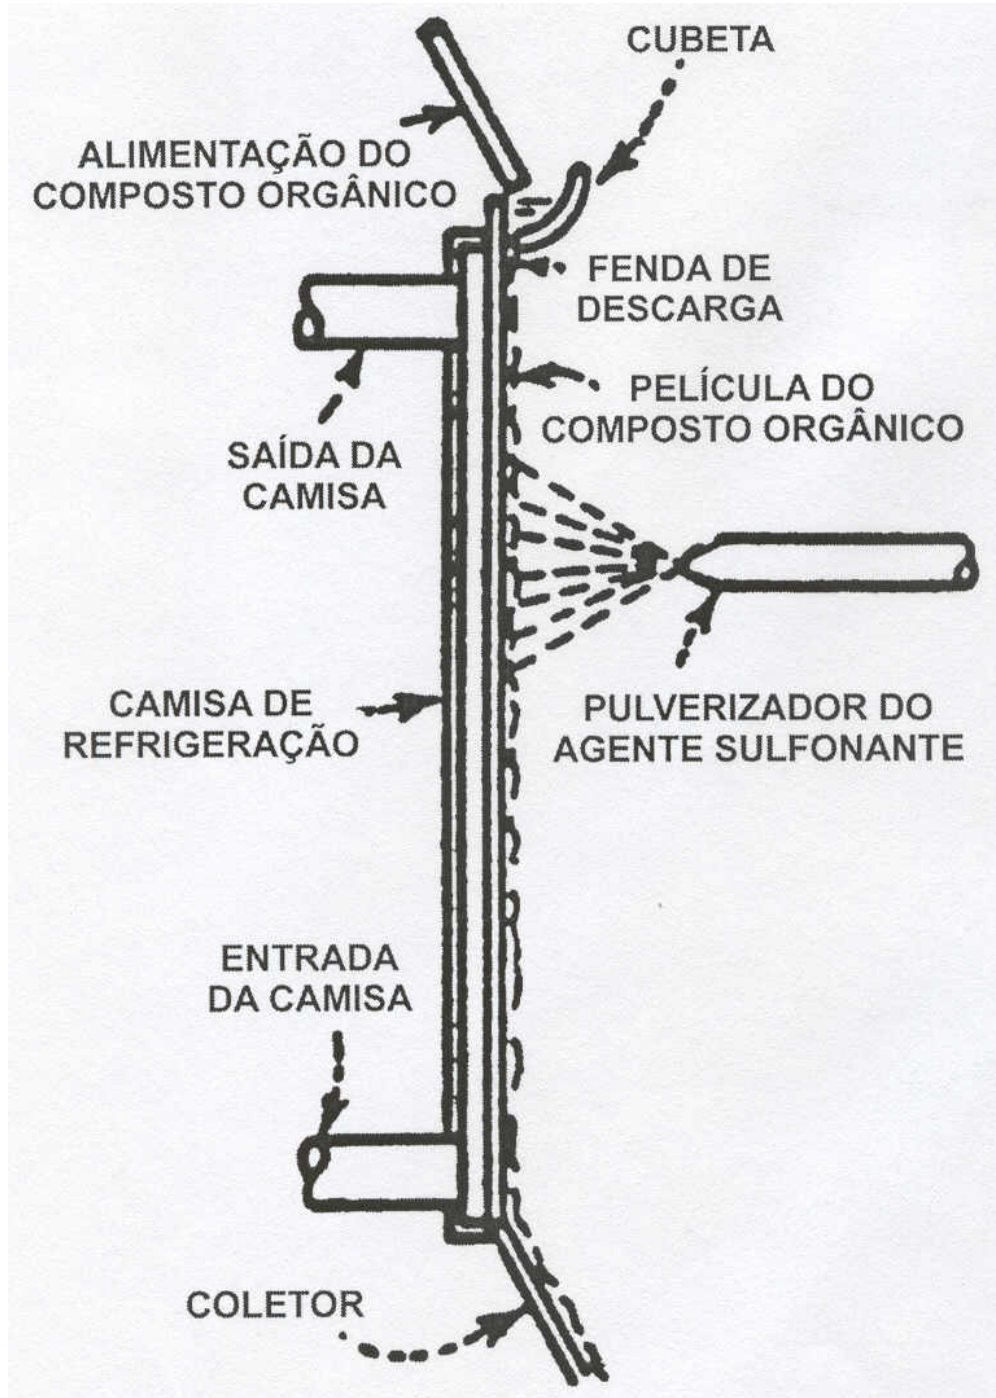 CUBETA
ALIMENTAÇÃO DO
COMPOSTO ORGÂNICO
FENDA DE
DESCARGA
PELÍCULA DO
COMPOSTO ORGÂNICO
SAÍDA DA
CAMISA
CAMISA DE
REFRIGERAÇÃO
PULVERIZADOR DO
AGENTE SULFONANTE
ENTRADA
DA CAMISA
COLETOR